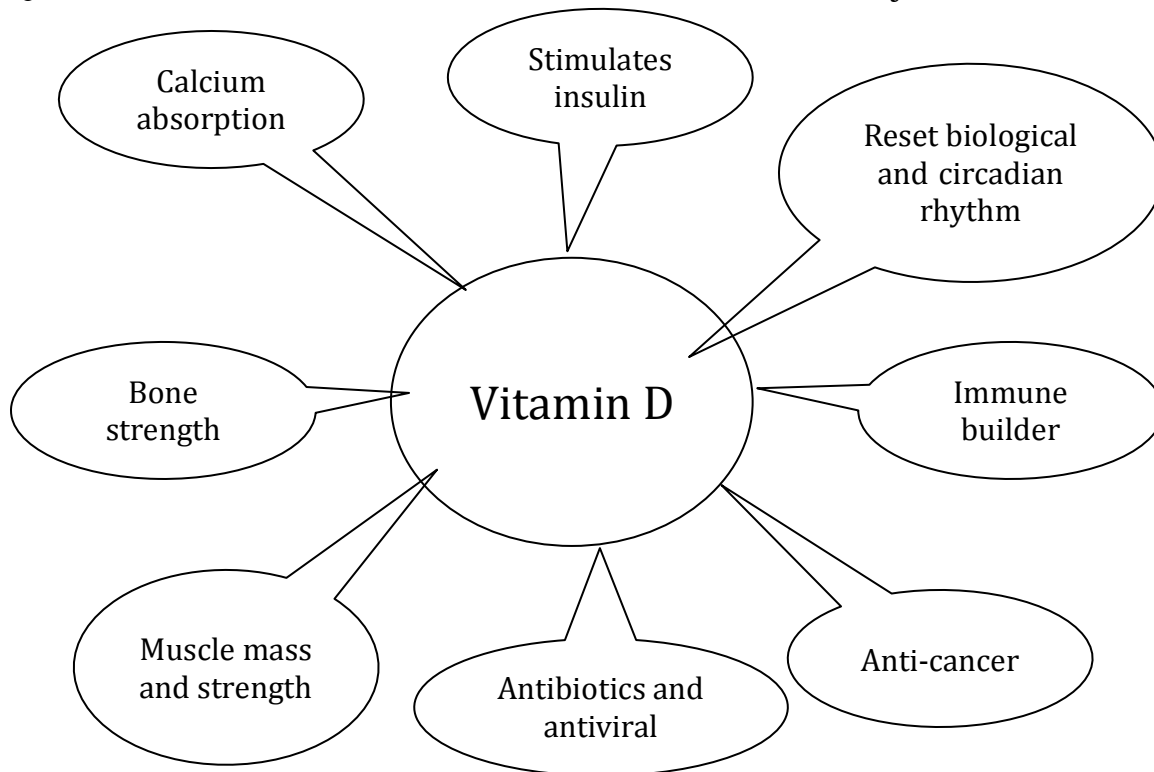 Calcium
absorption
Stimulates
insulin
Reset biological
and circadian
rhythm
Bone
strength
Vitamin D
Immune
builder
Muscle mass
and strength
Antibiotics and
antiviral
Anti-cancer